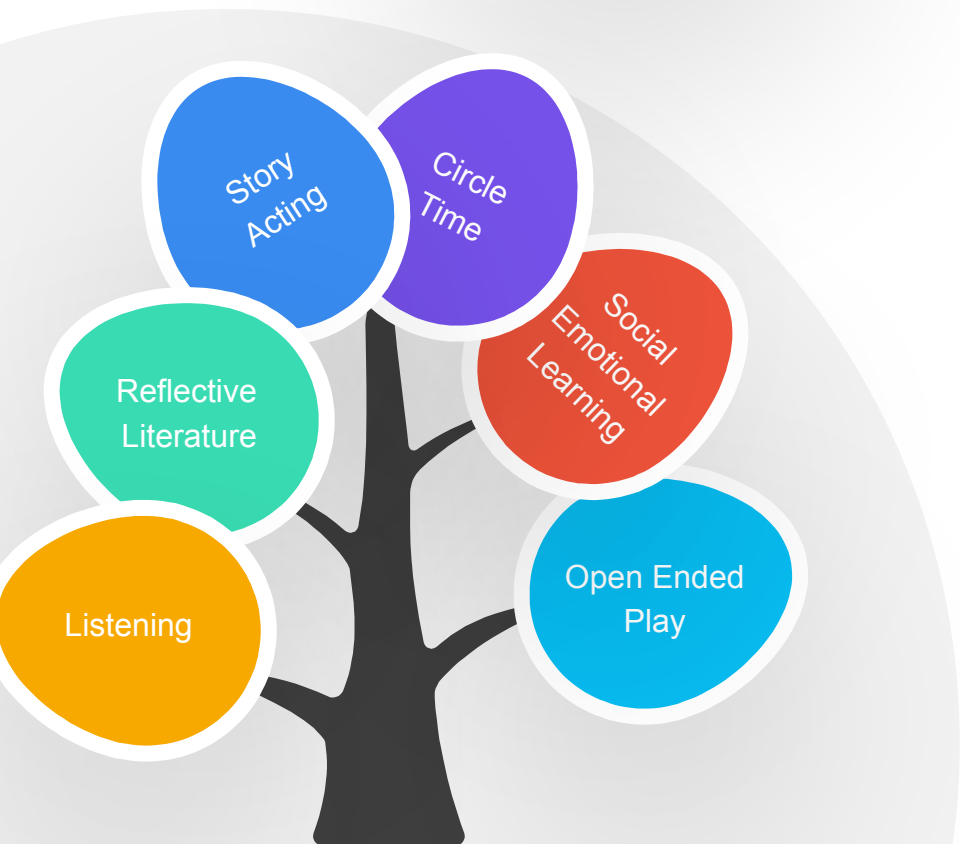 Story
Acting
Circle
Time
Social
Emotional
Learning
Reflective
Literature
Open Ended
Play
Listening